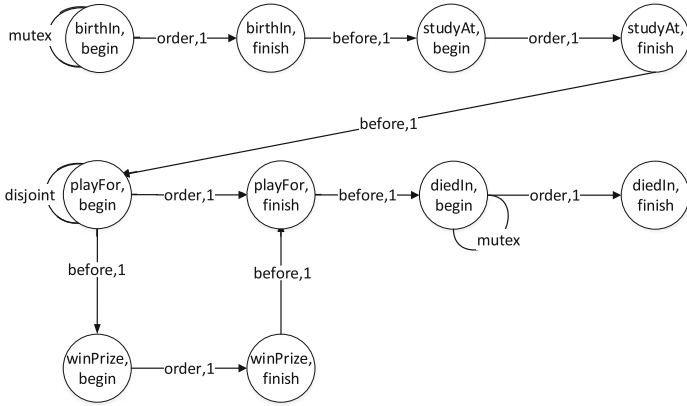 mutex
birthIn,
begin
order,1
birthIn,
finish
before,1
studyAt,
begin
order,1
studyAt,
finish
before,1
disjoint
playFor,
begin
order,1
playFor,
finish
before,1
diedIn,
begin
order,1
diedIn,
finish
mutex
before,1
before,1
winPrize,
begin
order,1
winPrize,
finish